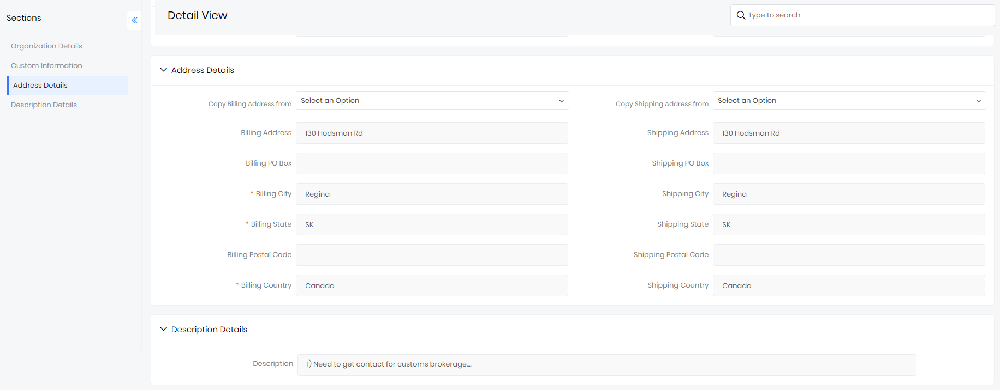 Sections
Organization Details
Custom Information
Address Details
Description Details
Detail View
Type to search
Address Details
Copy Billing Address from Select an Option
Copy Shipping Address from Select an Option
Billing Address 130 Hodsman Rd
Shipping Address 130 Hodsman Rd
Billing PO Box
Shipping PO Box
* Billing City Regina
Shipping City Regina
* Billing State SK
Shipping State SK
Billing Postal Code
Shipping Postal Code
* Billing Country Canada
Shipping Country Canada
Description Details
Description 1) Need to get contact for customs brokerage....